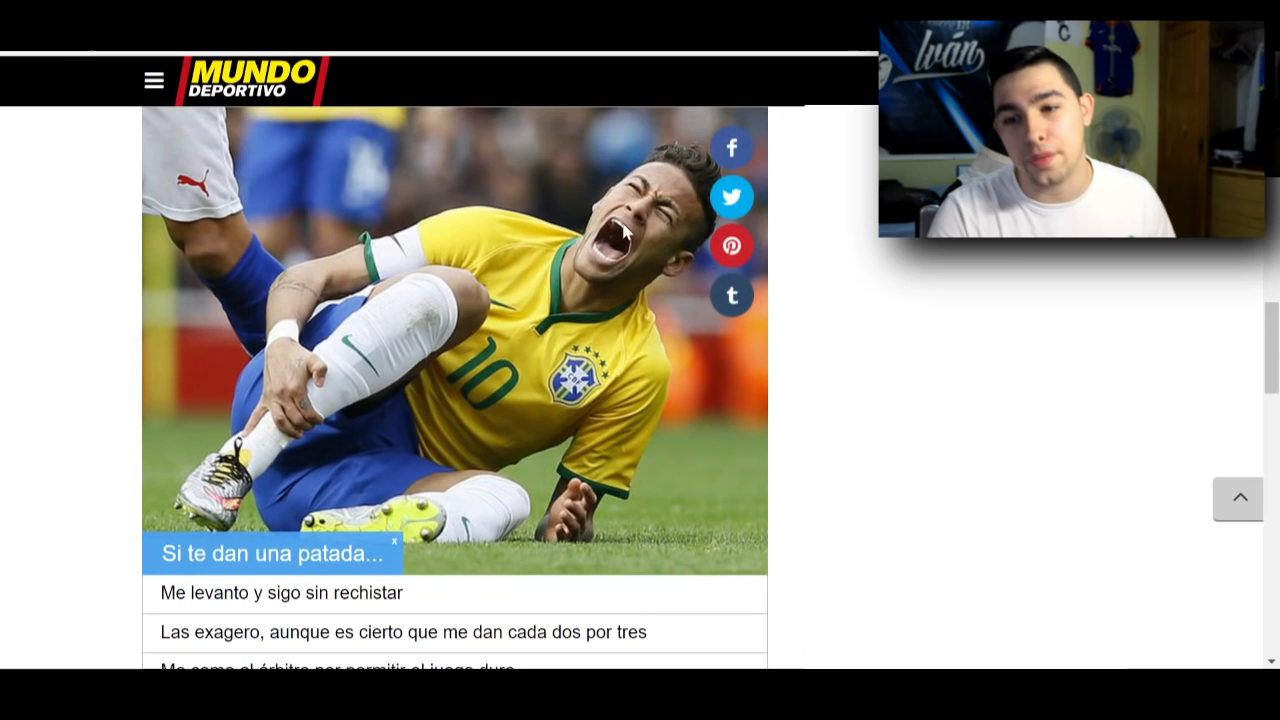 MUNDO
DEPORTIVO
Iván
f
t
10
Si te dan una patada...
x
Me levanto y sigo sin rechistar
Las exagero, aunque es cierto que me dan cada dos por tres